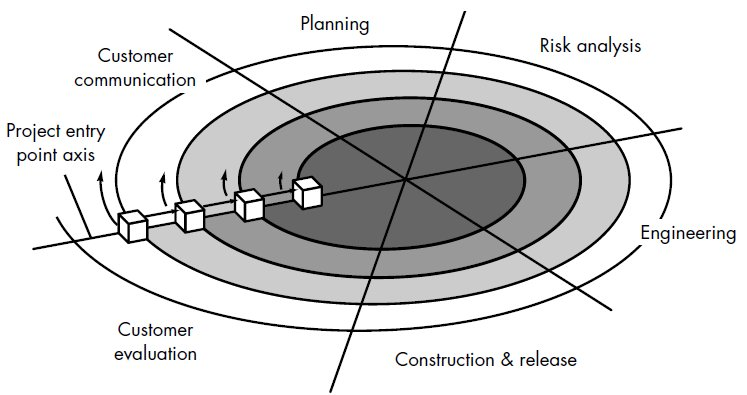 Planning
Risk analysis
Customer
communication
Project entry
point axis
Engineering
Customer
evaluation
Construction & release